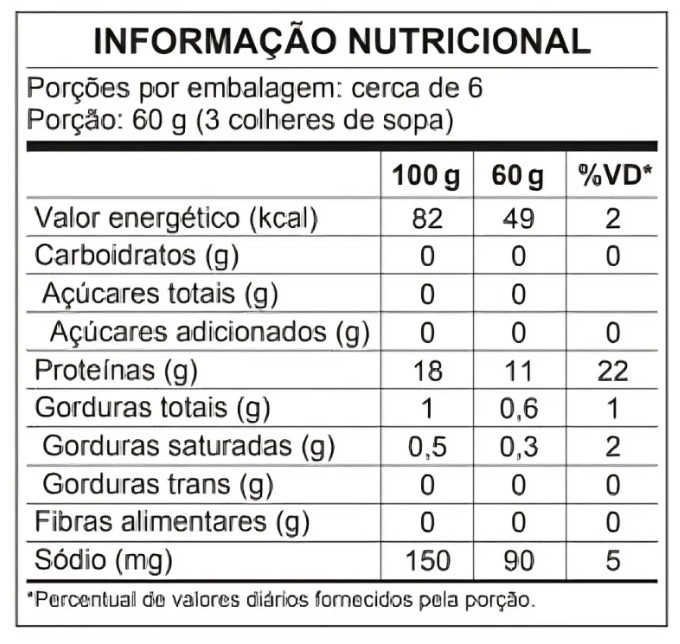 INFORMAÇÃO NUTRICIONAL
Porções por embalagem: cerca de 6
Porção: 60 g (3 colheres de sopa)
100 g 60 g %VD*
Valor energético (kcal) 82 49 2
Carboidratos (g) 0 0 0
Açúcares totais (g) 0 0
Açúcares adicionados (g) 0 0 0
Proteínas (g) 18 11 22
Gorduras totais (g) 1 0,6 1
Gorduras saturadas (g) 0,5 0,3 2
Gorduras trans (g) 0 0 0
Fibras alimentares (g) 0 0 0
Sódio (mg) 150 90 5
*Percentual de valores diários fornecidos pela porção.